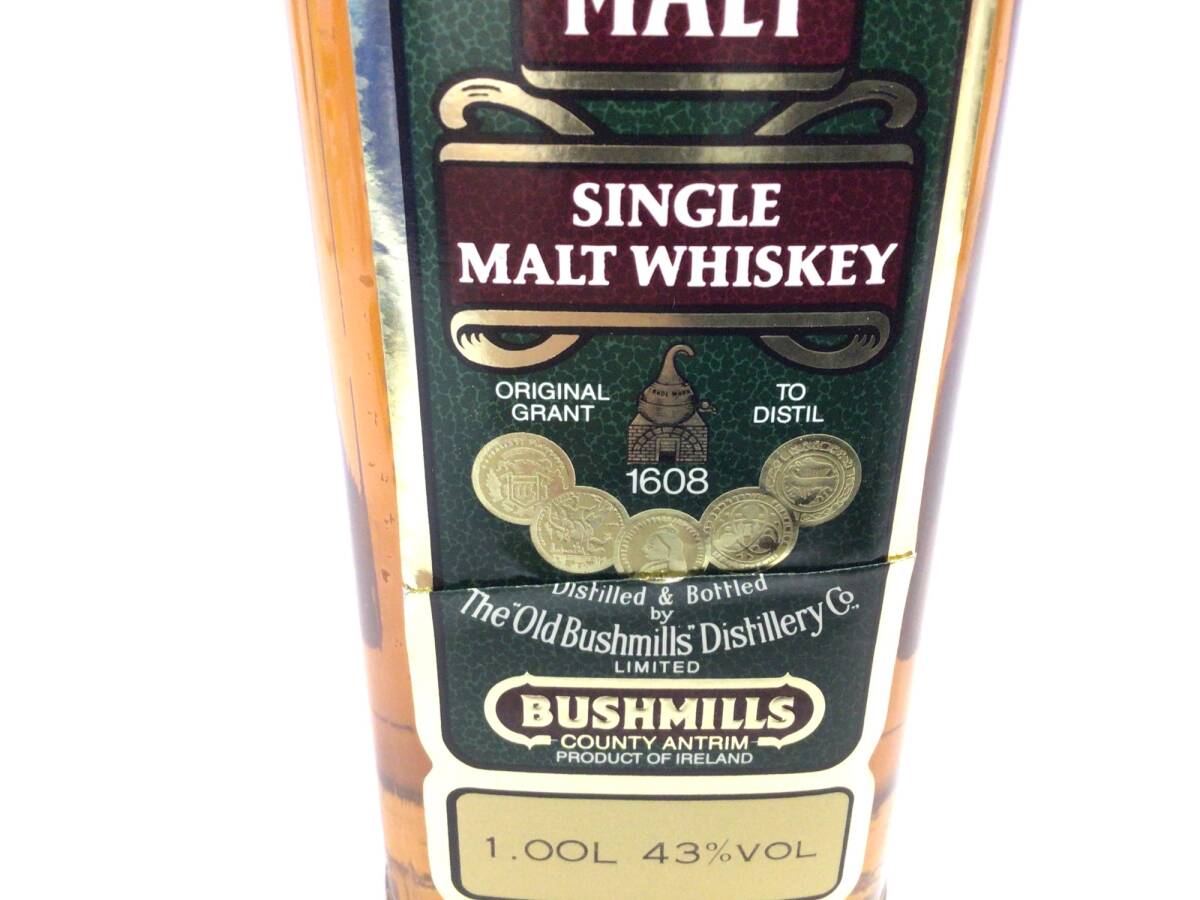 MALT
SINGLE
MALT WHISKEY
ORIGINAL
GRANT
TO
DISTIL
1608
Distilled & Bottled
by
The "Old Bushmills" Distillery Co.,
LIMITED
BUSHMILLS
COUNTY ANTRIM
PRODUCT OF IRELAND
1.00L 43%VOL